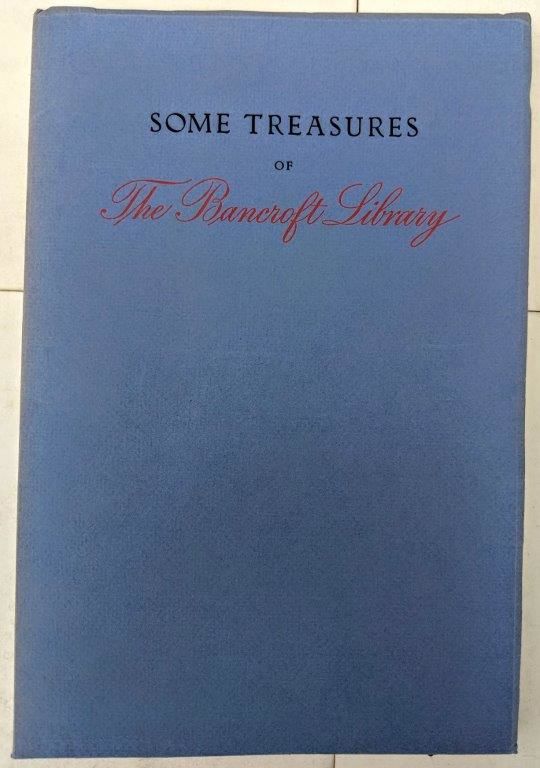 SOME TREASURES
OF
The Bancroft Library